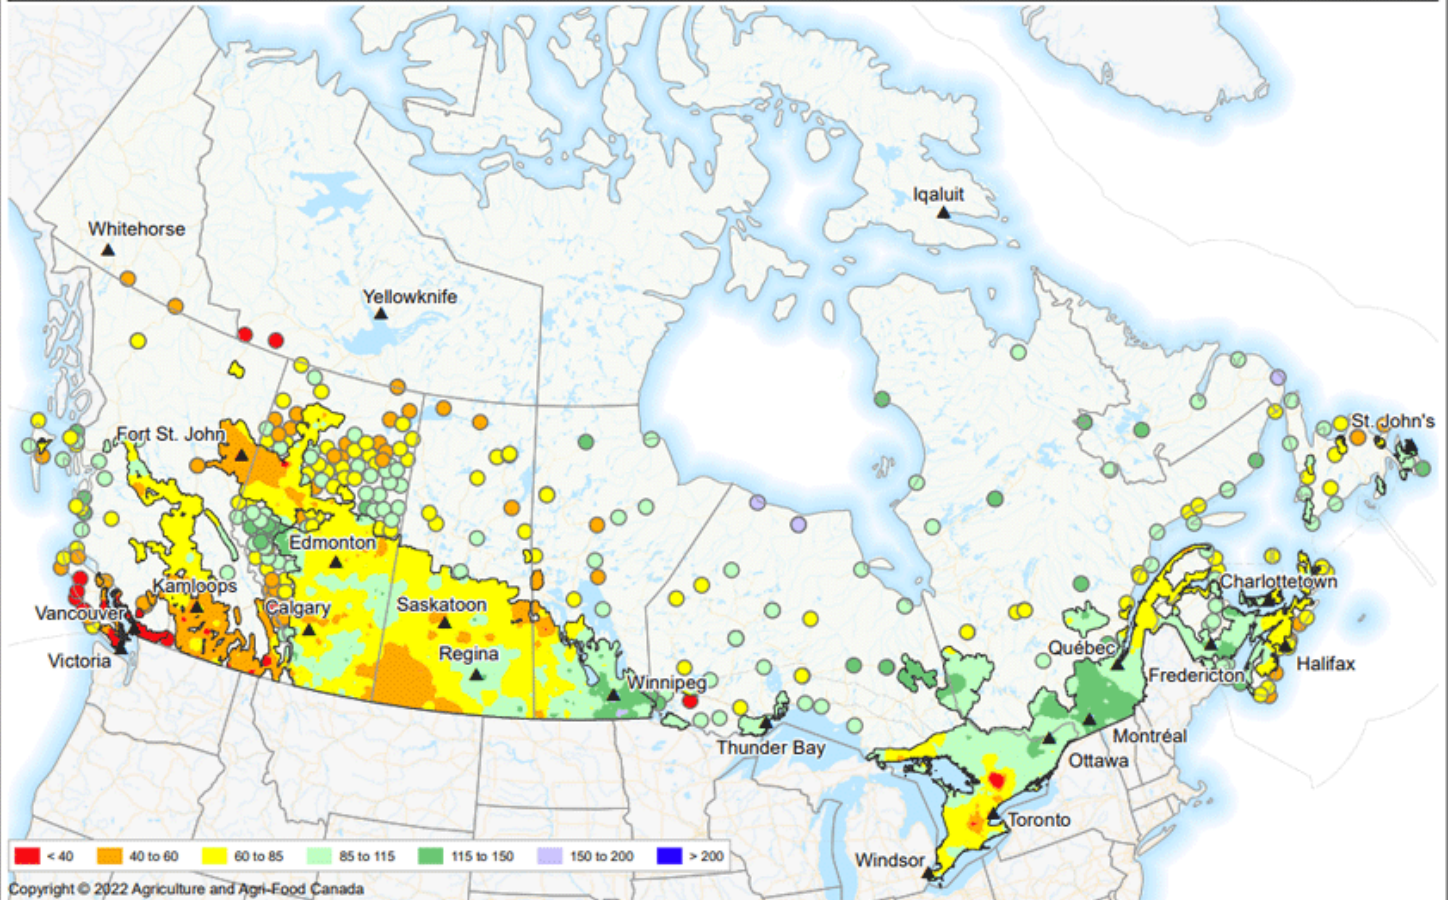 Iqaluit
Whitehorse
Yellowknife
St. John's
Fort St. John
Edmonton
Charlottetown
Kamloops
Vancouver
Calgary
Saskatoon
Québec
Regina
Victoria
Halifax
Fredericton
Winnipeg
Montréal
Thunder Bay
Ottawa
Toronto
Windsor
< 40 40 to 60 60 to 85 85 to 115 115 to 150 150 to 200 > 200
Copyright © 2022 Agriculture and Agri-Food Canada